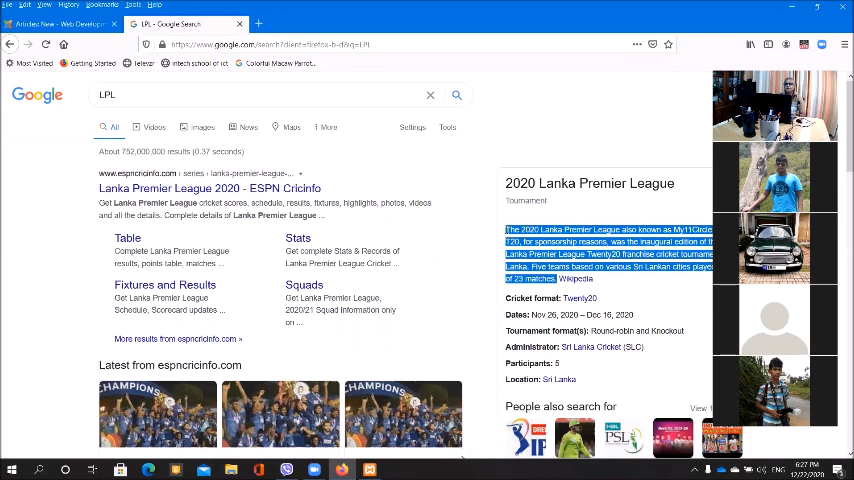 File Edit View History Bookmarks Tools Help
Articles: New - Web Developm
LPL - Google Search
https://www.google.com/search?client=firefox-b-d&q=LPL
Most Visited Getting Started Televzr intech school of ict Colorful Macaw Parrot...
Google
LPL
All Videos Images News Maps More Settings Tools
About 752,000,000 results (0.37 seconds)
www.espncricinfo.com › series › lanka-premier-league-...
Lanka Premier League 2020 - ESPN Cricinfo
Get Lanka Premier League cricket scores, schedule, results, fixtures, highlights, photos, videos
and all the details. Complete details of Lanka Premier League ...
Table
Complete Lanka Premier League
results, points table, matches ...
Stats
Get complete Stats & Records of
Lanka Premier League Cricket ...
Fixtures and Results
Get Lanka Premier League
Schedule, Scorecard updates ...
Squads
Get Lanka Premier League,
2020/21 Squad Information only
on ...
More results from espncricinfo.com »
Latest from espncricinfo.com
CHAMPIONS
CHAMPIONS
CHAMPIONS
2020 Lanka Premier League
Tournament
The 2020 Lanka Premier League also known as My11Circle
T20, for sponsorship reasons, was the inaugural edition of th
Lanka Premier League Twenty20 franchise cricket tourname
Lanka. Five teams based on various Sri Lankan cities playe
of 23 matches. Wikipedia
Cricket format: Twenty20
Dates: Nov 26, 2020 – Dec 16, 2020
Tournament format(s): Round-robin and Knockout
Administrator: Sri Lanka Cricket (SLC)
Participants: 5
Location: Sri Lanka
People also search for
View 1
IP
HBL
PSL
ENG
6:27 PM
12/22/2020